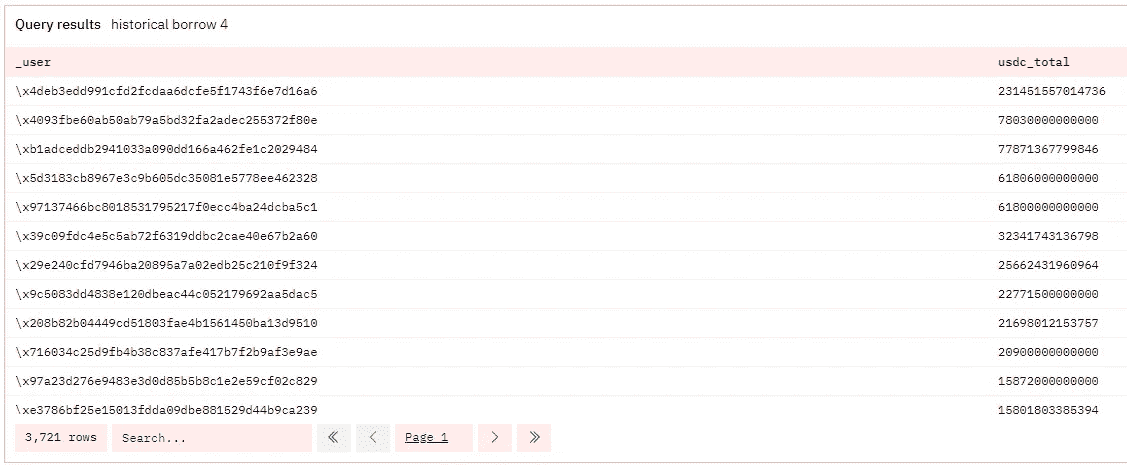 Query results historical borrow 4
_user usdc_total
\x4deb3edd991cfd2fcdaa6dcfe5f1743f6e7d16a6 231451557014736
\x4093fbe60ab50ab79a5bd32fa2adec255372f80e 78030000000000
\xb1adceddb2941033a090dd166a462fe1c2029484 77871367799846
\x5d3183cb8967e3c9b605dc35081e5778ee462328 61806000000000
\x97137466bc8018531795217f0ecc4ba24dcba5c1 61800000000000
\x39c09fdc4e5c5ab72f6319ddbc2cae40e67b2a60 32341743136798
\x29e240cfd7946ba20895a7a02edb25c210f9f324 25662431960964
\x9c5083dd4838e120dbeac44c052179692aa5dac5 22771500000000
\x208b82b04449cd51803fae4b1561450ba13d9510 21698012153757
\x716034c25d9fb4b38c837afe417b7f2b9af3e9ae 20900000000000
\x97a23d276e9483e3d0d85b5b8c1e2e59cf02c829 15872000000000
\xe3786bf25e15013fdda09dbe881529d44b9ca239 15801803385394
3,721 rows Search... Page 1